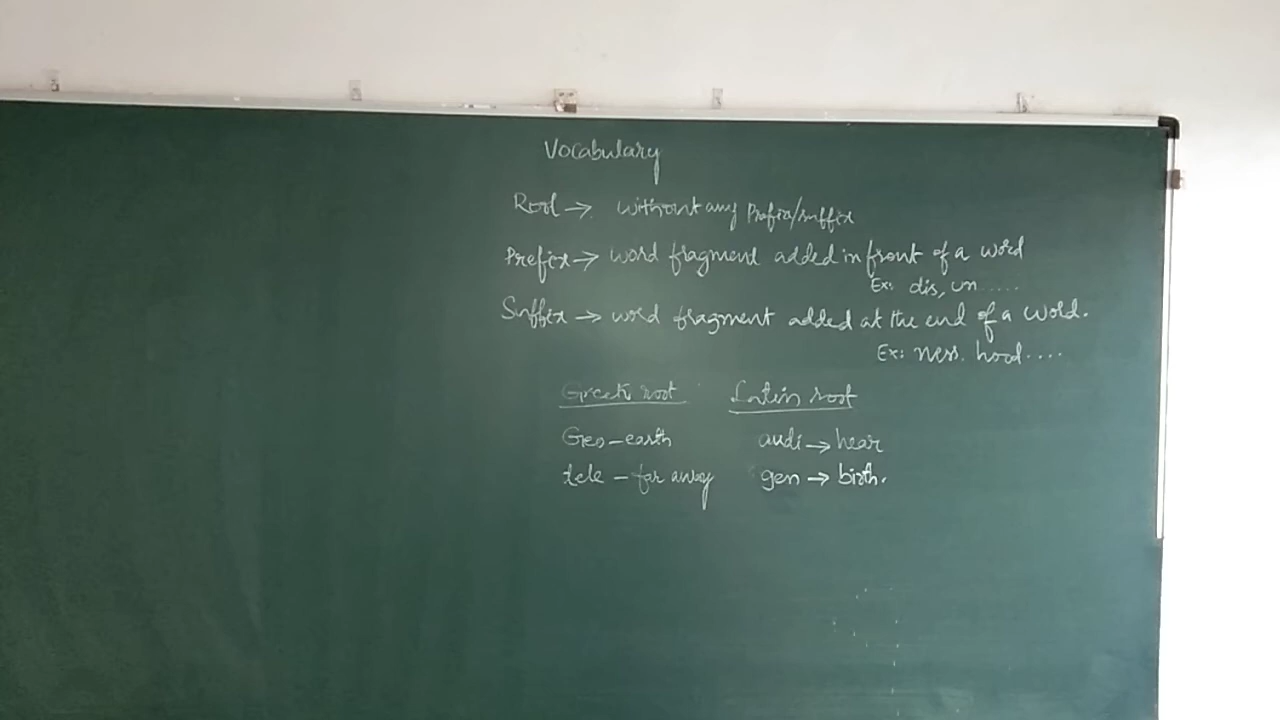 Vocabulary
Root → without any Prefix/suffix
Prefix → word fragment added in front of a word
Ex: dis, un .....
Suffix → word fragment added at the end of a word.
Ex: ness. hood ....
Greek root Latin root
Geo - earth audi → hear
tele - far away gen → birth.